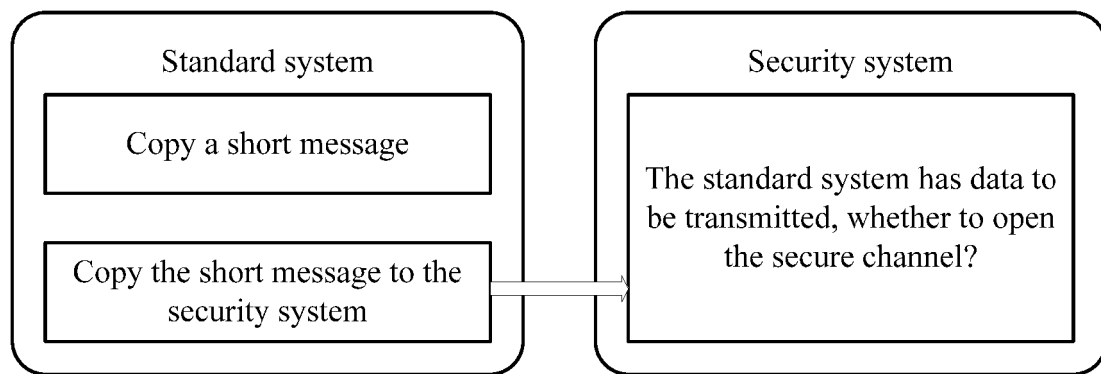 Standard system
Copy a short message
Copy the short message to the
security system
Security system
The standard system has data to
be transmitted, whether to open
the secure channel?